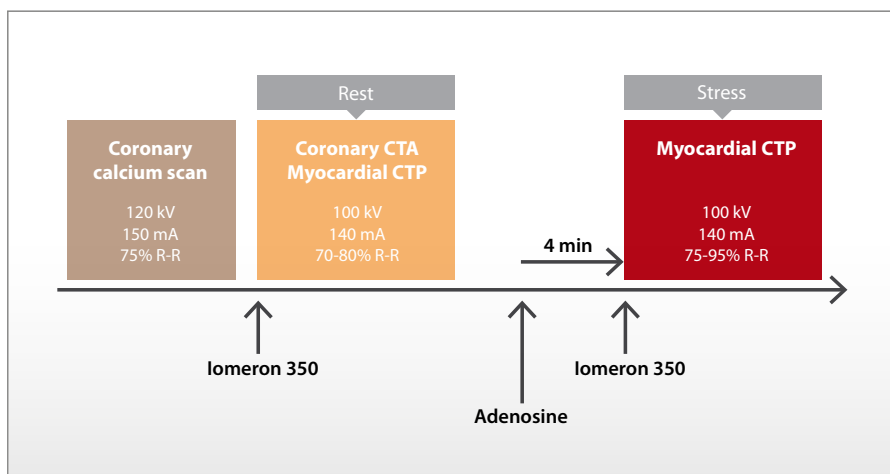 Rest
Stress
Coronary
calcium scan
120 kV
150 mA
75% R-R
Coronary CTA
Myocardial CTP
100 kV
140 mA
70-80% R-R
4 min
Myocardial CTP
100 kV
140 mA
75-95% R-R
Iomeron 350
Adenosine
Iomeron 350